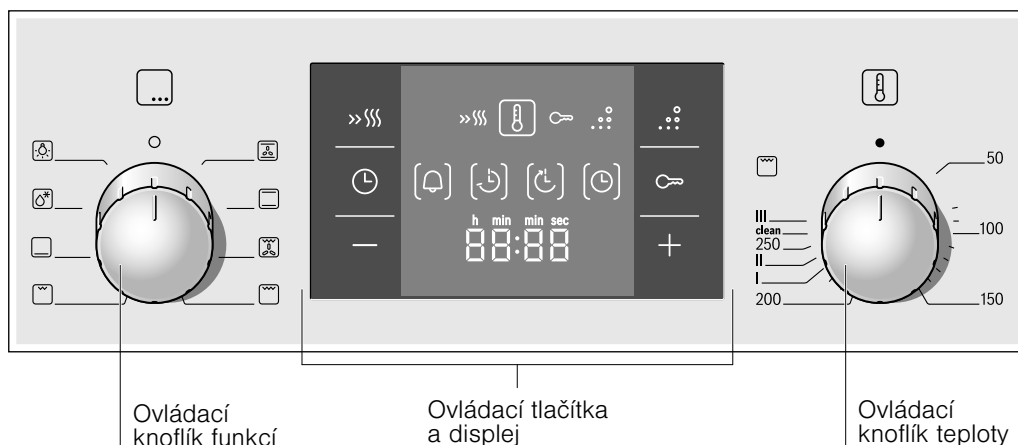 h min min sec
88:88
50
100
150
200
I
II
250
clean
III
Ovládací
knoflík funkcí
Ovládací tlačítka
a displej
Ovládací
knoflík teploty